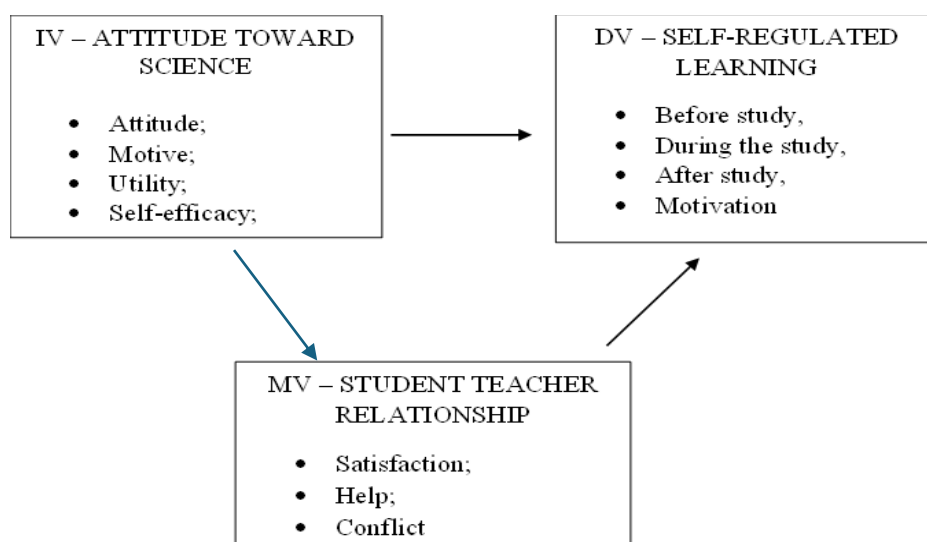 IV – ATTITUDE TOWARD
SCIENCE
• Attitude;
• Motive;
• Utility;
• Self-efficacy;
DV – SELF-REGULATED
LEARNING
• Before study,
• During the study,
• After study,
• Motivation
MV – STUDENT TEACHER
RELATIONSHIP
• Satisfaction;
• Help;
• Conflict